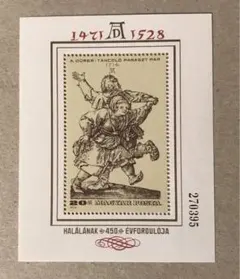 1471 AD 1528
A. DÜRER: TÁNCOLÓ PARASZT PÁR
1514
20 Ft MAGYAR POSTA
270395
HALÁLÁNAK 450 ÉVFORDULÓJA